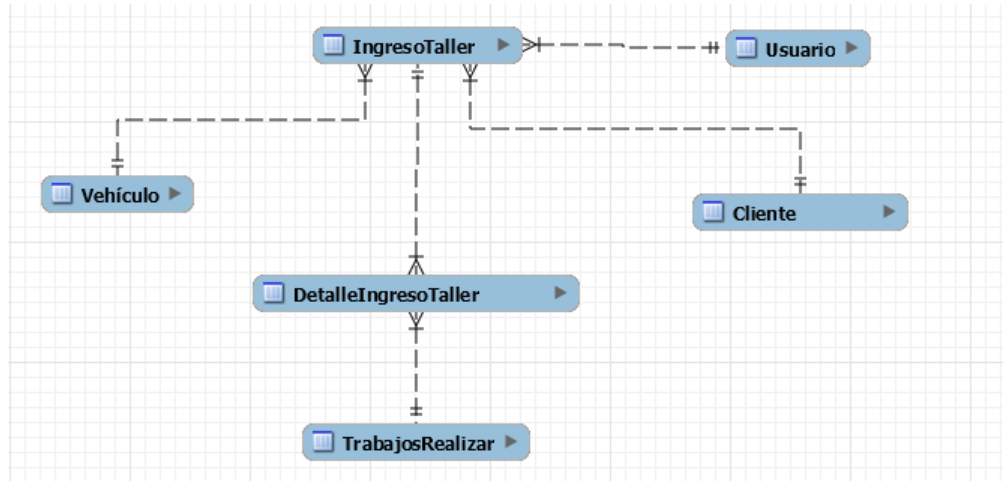 IngresoTaller
Usuario
Vehículo
Cliente
DetalleIngresoTaller
TrabajosRealizar